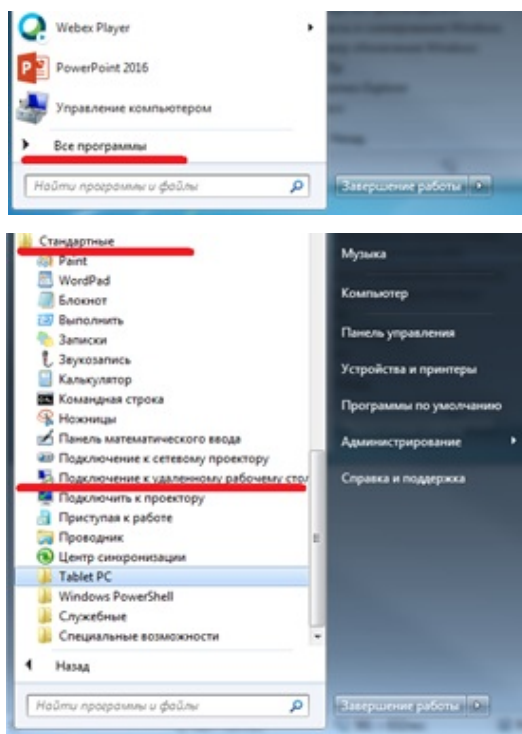 Webex Player
PowerPoint 2016
Управление компьютером
Все программы
Найти программы и файлы
Завершение работы
Стандартные
Paint
WordPad
Блокнот
Выполнить
Записки
Звукозапись
Калькулятор
Командная строка
Ножницы
Панель математического ввода
Подключение к сетевому проектору
Подключение к удаленному рабочему стол
Подключить к проектору
Приступая к работе
Проводник
Центр синхронизации
Tablet PC
Windows PowerShell
Служебные
Специальные возможности
Назад
Найти программы и файлы
Музыка
Компьютер
Панель управления
Устройства и принтеры
Программы по умолчанию
Администрирование
Справка и поддержка
Завершение работы